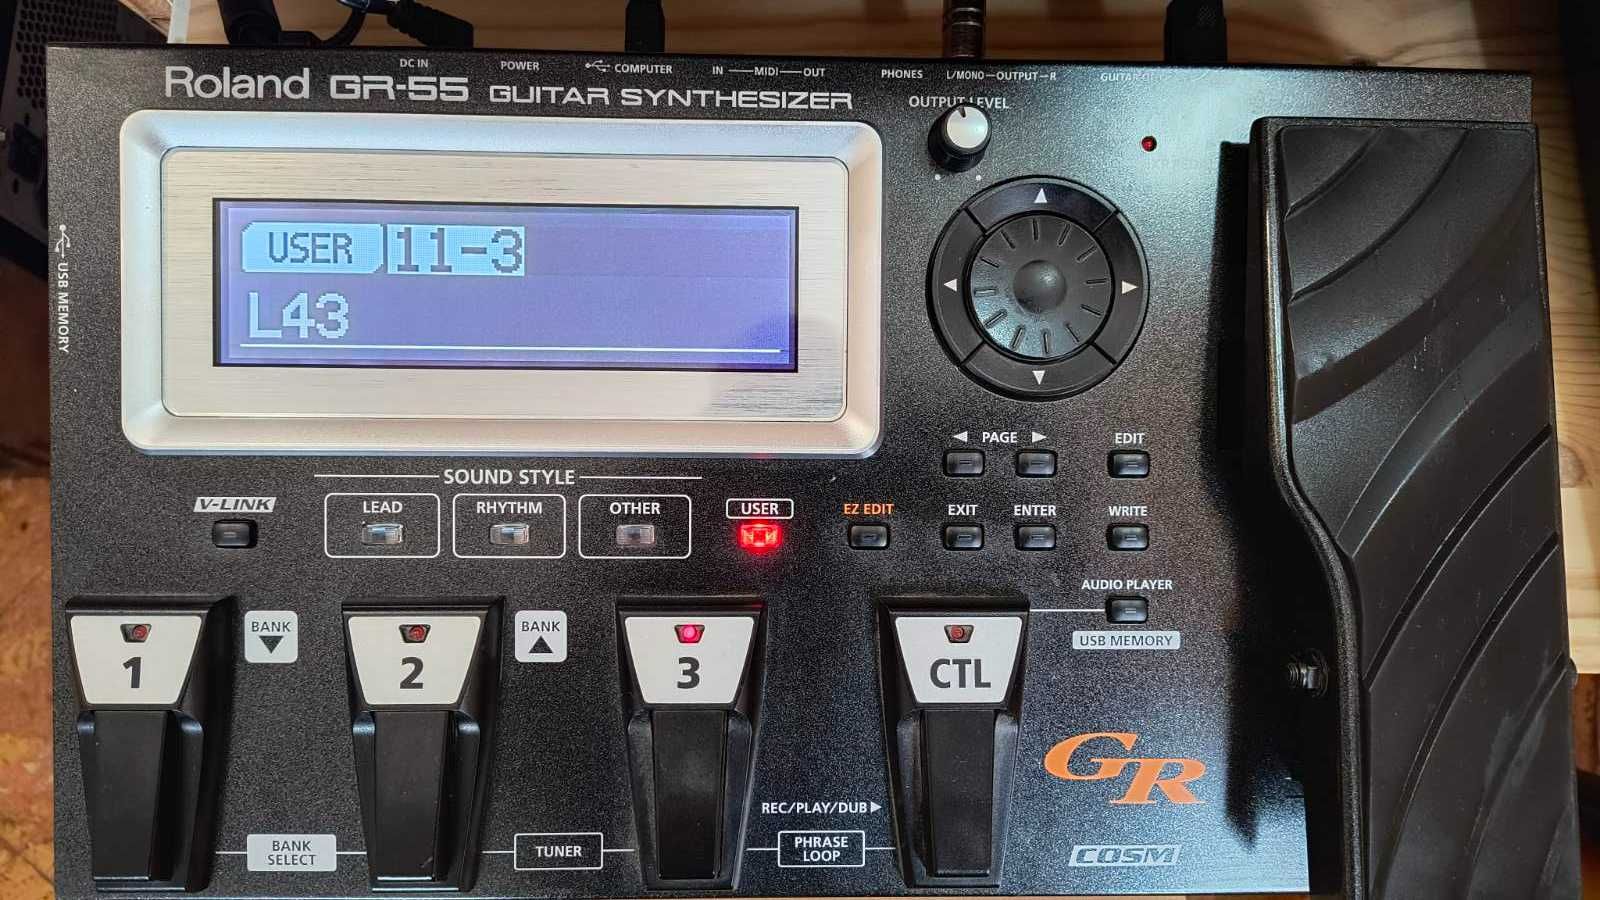 DC IN
POWER
COMPUTER
IN MIDI OUT
PHONES
L/MONO OUTPUT R
GUITAR
Roland GR-55 GUITAR SYNTHESIZER
OUTPUT LEVEL
USB MEMORY
USER 11-3
L43
PAGE
EDIT
SOUND STYLE
V-LINK
LEAD
RHYTHM
OTHER
USER
EZ EDIT
EXIT
ENTER
WRITE
AUDIO PLAYER
USB MEMORY
1
BANK
2
BANK
3
CTL
GR
REC/PLAY/DUB
BANK
SELECT
TUNER
PHRASE
LOOP
COSM